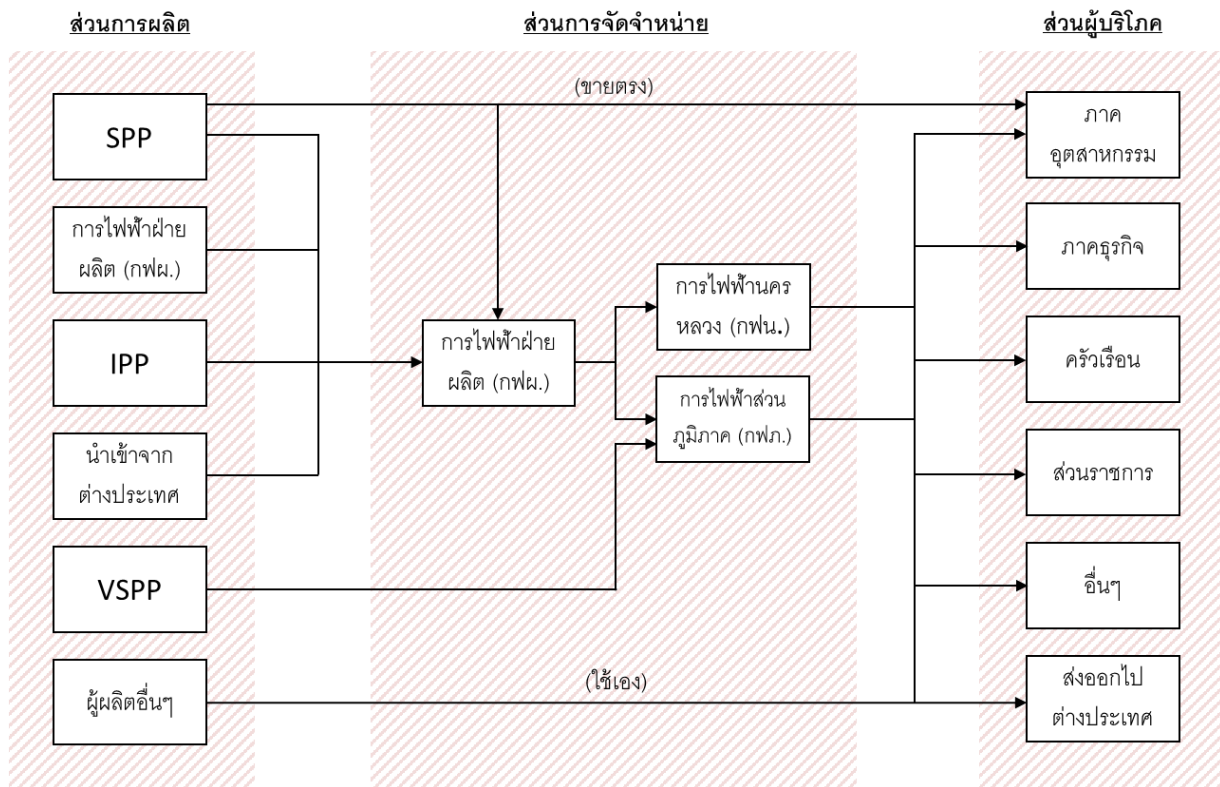 ส่วนการผลิต
ส่วนการจัดจำหน่าย
ส่วนผู้บริโภค
SPP
การไฟฟ้าฝ่าย
ผลิต (กฟผ.)
IPP
นำเข้าจาก
ต่างประเทศ
VSPP
ผู้ผลิตอื่นๆ
(ขายตรง)
การไฟฟ้าฝ่าย
ผลิต (กฟผ.)
การไฟฟ้านคร
หลวง (กฟน.)
การไฟฟ้าส่วน
ภูมิภาค (กฟภ.)
(ใช้เอง)
ภาค
อุตสาหกรรม
ภาคธุรกิจ
ครัวเรือน
ส่วนราชการ
อื่นๆ
ส่งออกไป
ต่างประเทศ